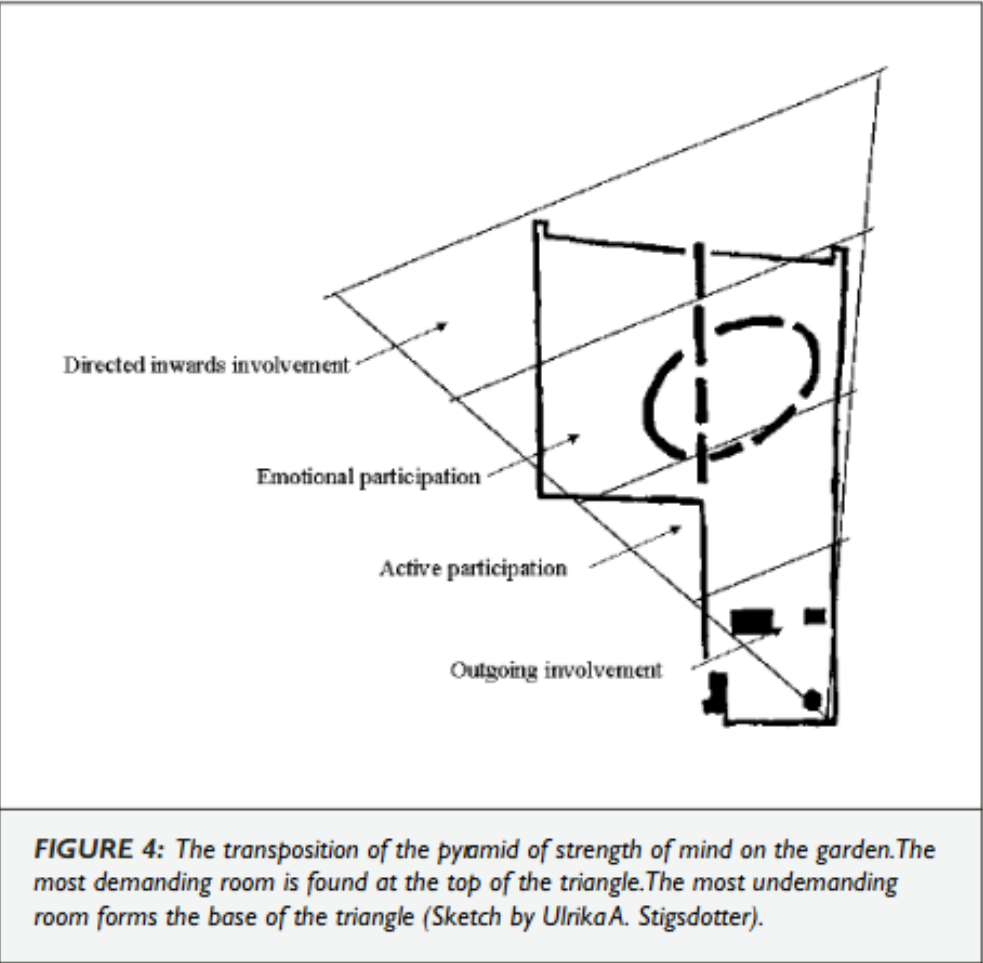 Directed inwards involvement
Emotional participation
Active participation
Outgoing involvement
FIGURE 4: The transposition of the pyramid of strength of mind on the garden.The
most demanding room is found at the top of the triangle.The most undemanding
room forms the base of the triangle (Sketch by Ulrika A. Stigsdotter).